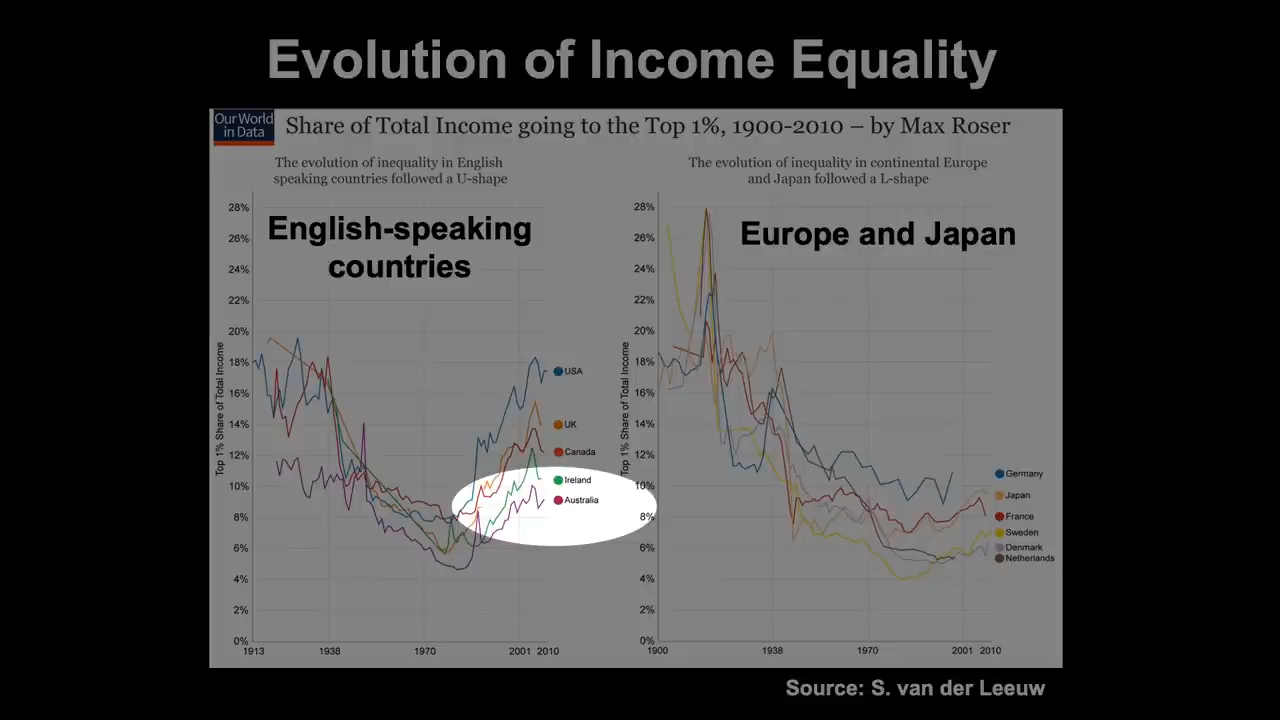 Evolution of Income Equality
Our World
in Data
Share of Total Income going to the Top 1%, 1900-2010 – by Max Roser
The evolution of inequality in English
speaking countries followed a U-shape
The evolution of inequality in continental Europe
and Japan followed a L-shape
English-speaking
countries
Europe and Japan
Top 1% Share of Total Income
28%
26%
24%
22%
20%
18%
16%
14%
12%
10%
8%
6%
4%
2%
0%
1913
1938
1970
2001
2010
USA
UK
Canada
Ireland
Australia
Top 1% Share of Total Income
28%
26%
24%
22%
20%
18%
16%
14%
12%
10%
8%
6%
4%
2%
0%
1900
1938
1970
2001
2010
Germany
Japan
France
Sweden
Denmark
Netherlands
Source: S. van der Leeuw